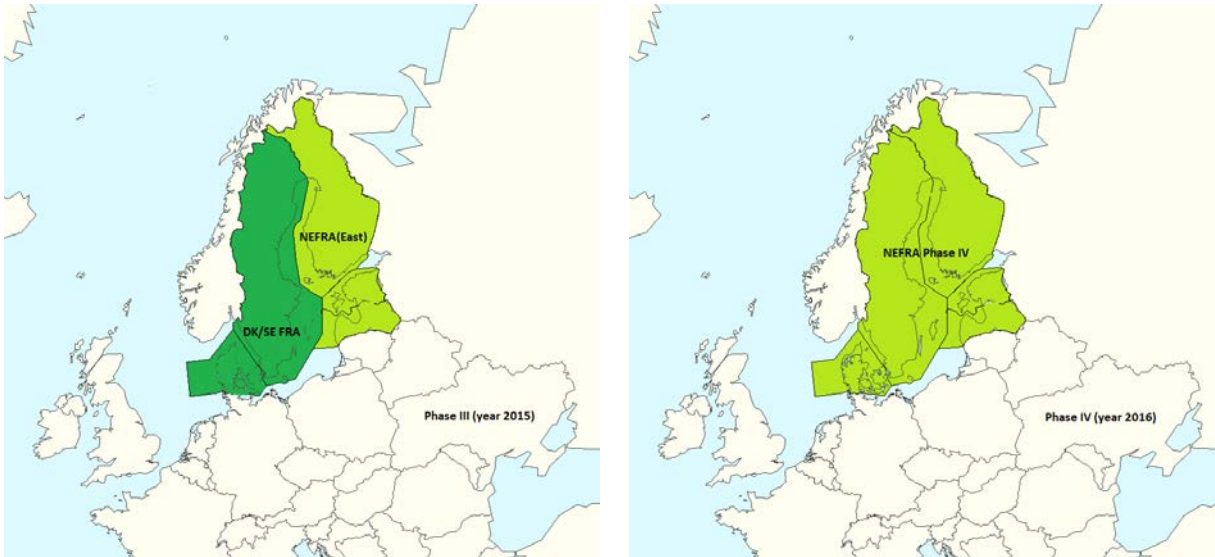 NEFRA(East)
DK/SE FRA
Phase III (year 2015)
NEFRA Phase IV
Phase IV (year 2016)